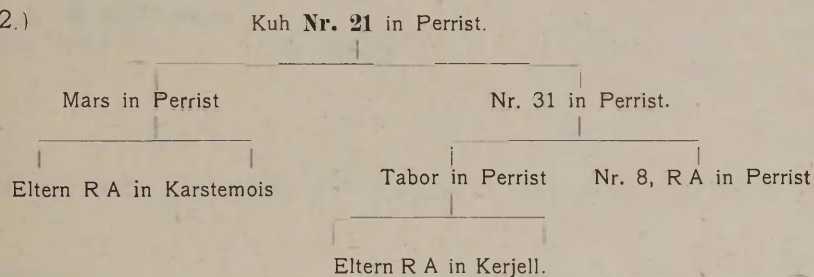 2.)
Kuh Nr. 21 in Perrist.
Mars in Perrist
Nr. 31 in Perrist.
Eltern R A in Karstemois
Tabor in Perrist
Nr. 8, R A in Perrist
Eltern R A in Kerjell.